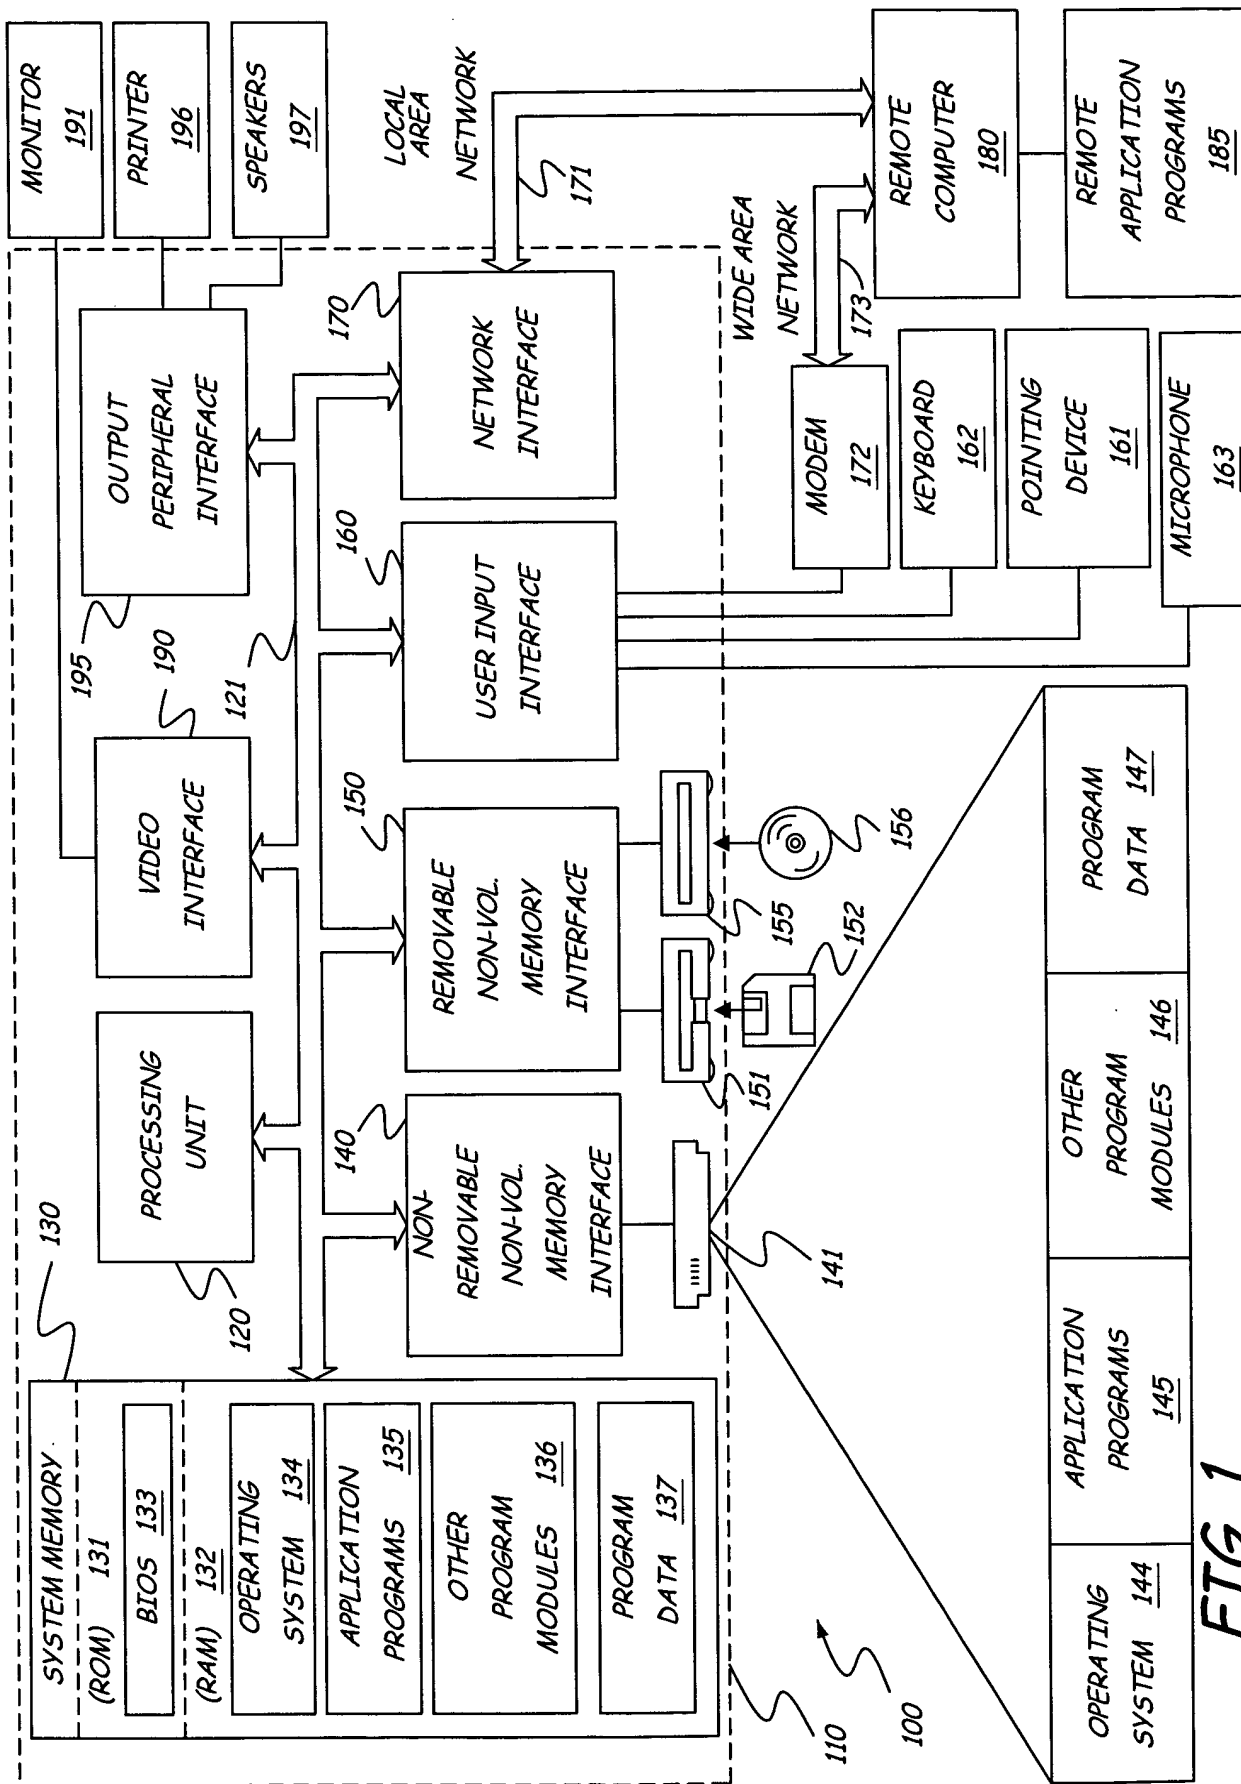 SYSTEM MEMORY
130
(ROM) 131
BIOS 133
(RAM) 132
OPERATING
SYSTEM 134
APPLICATION
PROGRAMS 135
OTHER
PROGRAM
MODULES 136
PROGRAM
DATA 137
PROCESSING
UNIT
120
VIDEO
INTERFACE
190
OUTPUT
PERIPHERAL
INTERFACE
195
121
MONITOR
191
PRINTER
196
SPEAKERS
197
NON-
REMOVABLE
NON-VOL.
MEMORY
INTERFACE
140
REMOVABLE
NON-VOL.
MEMORY
INTERFACE
150
USER INPUT
INTERFACE
160
NETWORK
INTERFACE
170
LOCAL
AREA
NETWORK
171
141
151
152
155
156
WIDE AREA
NETWORK
173
MODEM
172
KEYBOARD
162
POINTING
DEVICE
161
MICROPHONE
163
REMOTE
COMPUTER
180
REMOTE
APPLICATION
PROGRAMS
185
110
100
OPERATING
SYSTEM 144
APPLICATION
PROGRAMS
145
OTHER
PROGRAM
MODULES 146
PROGRAM
DATA 147
FIG. 1